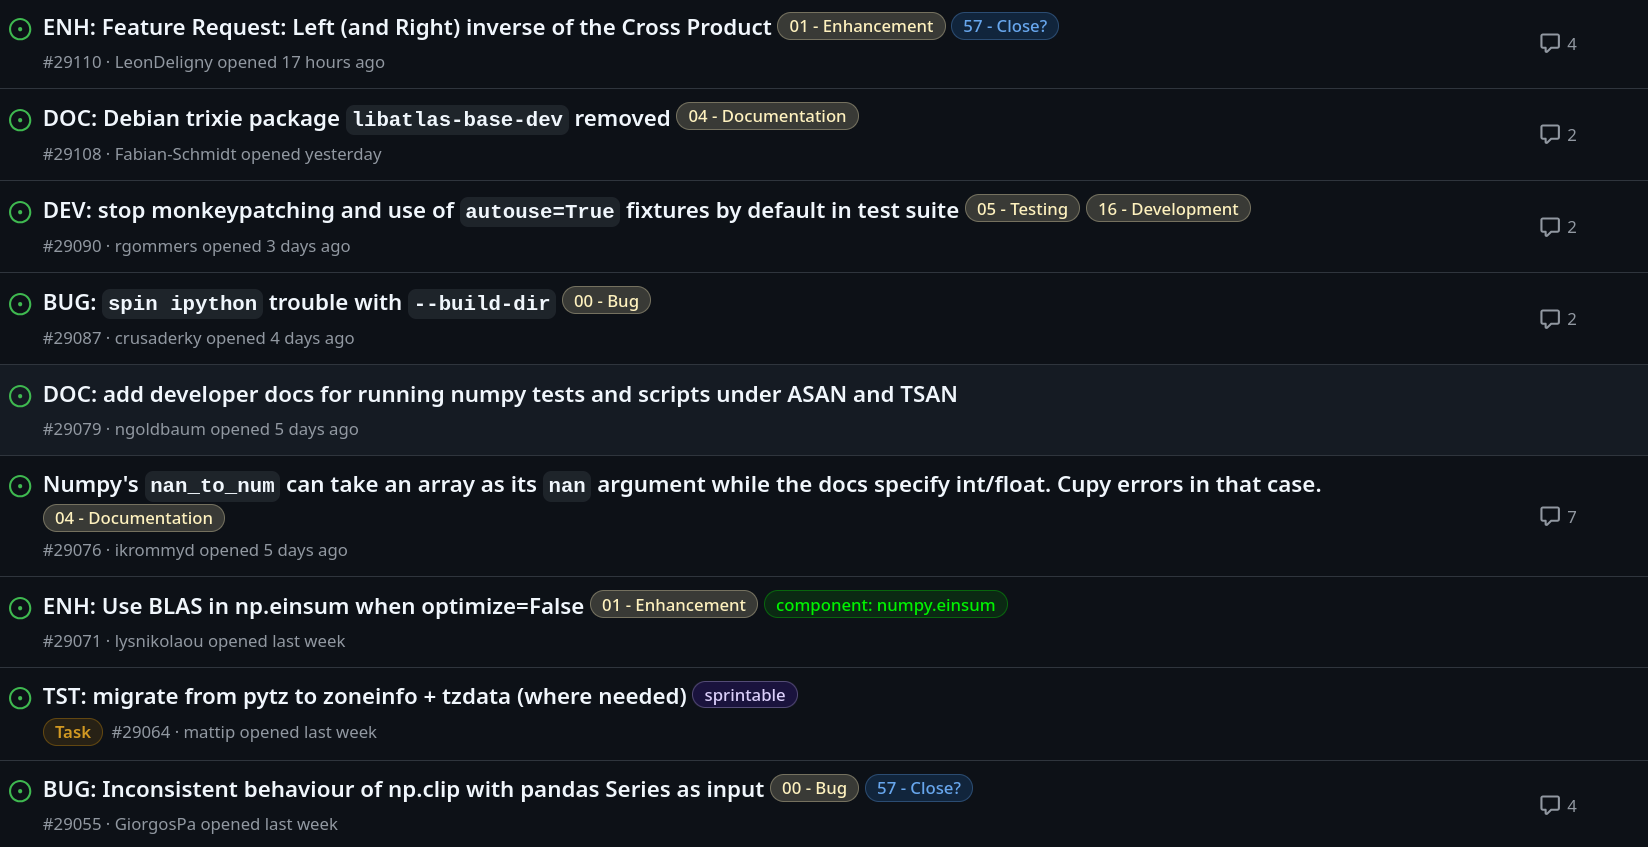 ENH: Feature Request: Left (and Right) inverse of the Cross Product 01 - Enhancement 57 - Close?
#29110 · LeonDeligny opened 17 hours ago
4
DOC: Debian trixie package libatlas-base-dev removed 04 - Documentation
#29108 · Fabian-Schmidt opened yesterday
2
DEV: stop monkeypatching and use of autouse=True fixtures by default in test suite 05 - Testing 16 - Development
#29090 · rgommers opened 3 days ago
2
BUG: spin ipython trouble with --build-dir 00 - Bug
#29087 · crusaderky opened 4 days ago
2
DOC: add developer docs for running numpy tests and scripts under ASAN and TSAN
#29079 · ngoldbaum opened 5 days ago
Numpy's nan_to_num can take an array as its nan argument while the docs specify int/float. Cupy errors in that case.
04 - Documentation
#29076 · ikrommyd opened 5 days ago
7
ENH: Use BLAS in np.einsum when optimize=False 01 - Enhancement component: numpy.einsum
#29071 · lysnikolaou opened last week
TST: migrate from pytz to zoneinfo + tzdata (where needed) sprintable
Task #29064 · mattip opened last week
BUG: Inconsistent behaviour of np.clip with pandas Series as input 00 - Bug 57 - Close?
#29055 · GiorgosPa opened last week
4